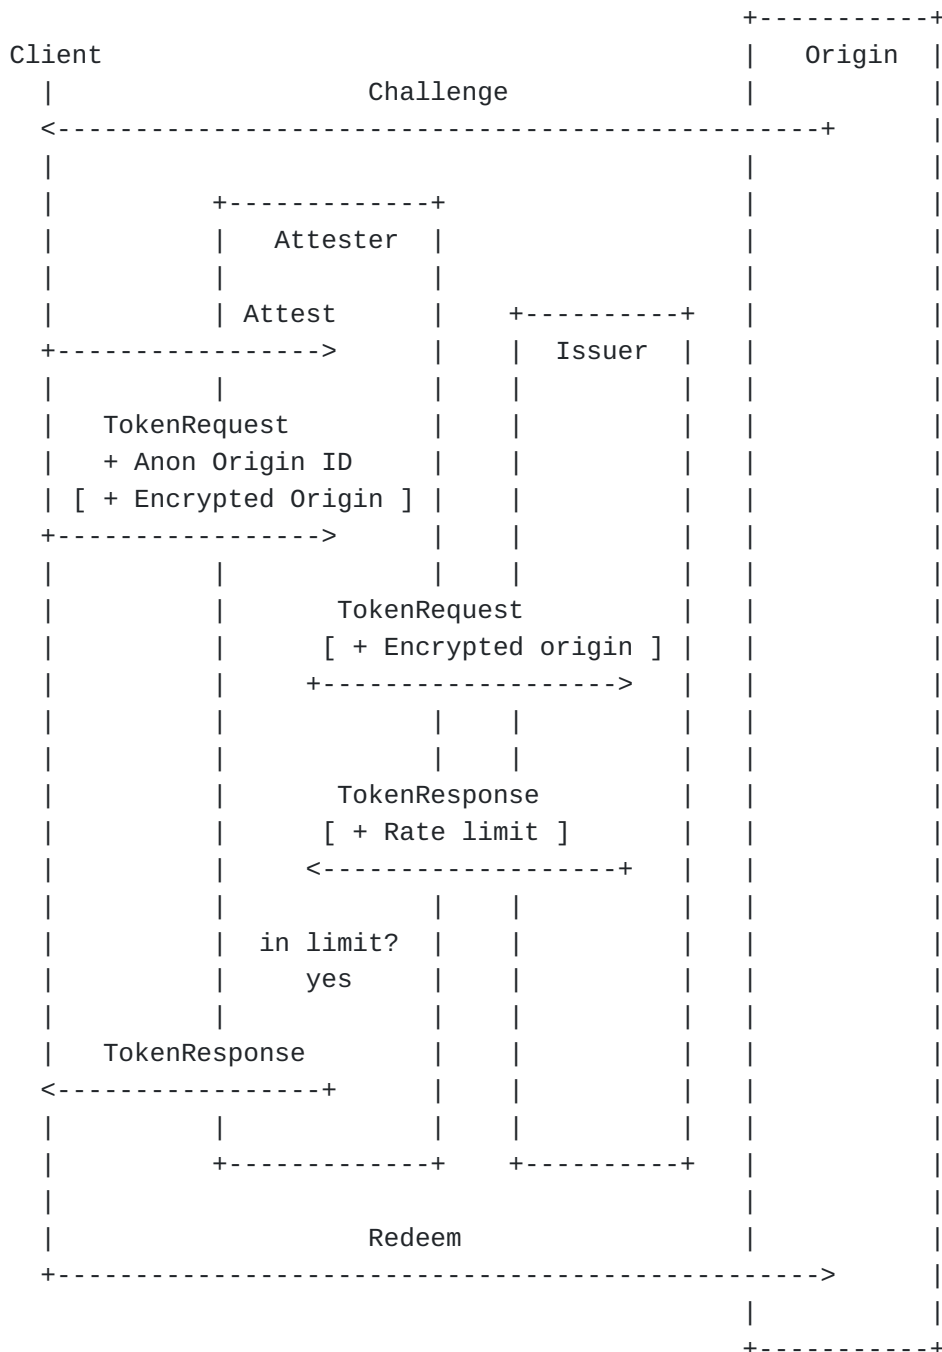 Client Origin
Challenge
Attester
Attest
Issuer
TokenRequest
+ Anon Origin ID
[ + Encrypted Origin ]
TokenRequest
[ + Encrypted origin ]
TokenResponse
[ + Rate limit ]
in limit?
yes
TokenResponse
Redeem